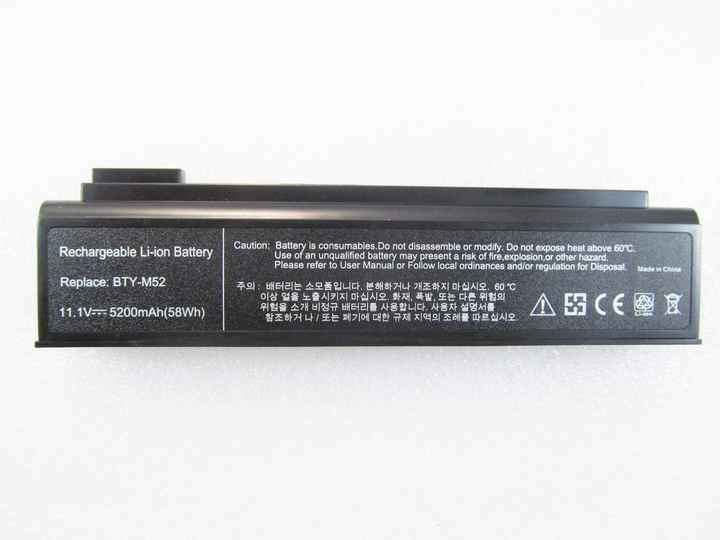 Rechargeable Li-ion Battery
Replace: BTY-M52
11.1V⎓5200mAh(58Wh)
Caution: Battery is consumables.Do not disassemble or modify. Do not expose heat above 60℃.
Use of an unqualified battery may present a risk of fire,explosion,or other hazard.
Please refer to User Manual or Follow local ordinances and/or regulation for Disposal.
Made in China
주의 : 배터리는 소모품입니다. 분해하거나 개조하지 마십시오. 60 ℃
이상 열을 노출시키지 마십시오. 화재, 폭발, 또는 다른 위험의
위험을 소개 비정규 배터리를 사용합니다. 사용자 설명서를
참조하거나 / 또는 폐기에 대한 규제 지역의 조례를 따르십시오.
CE
Li-ion